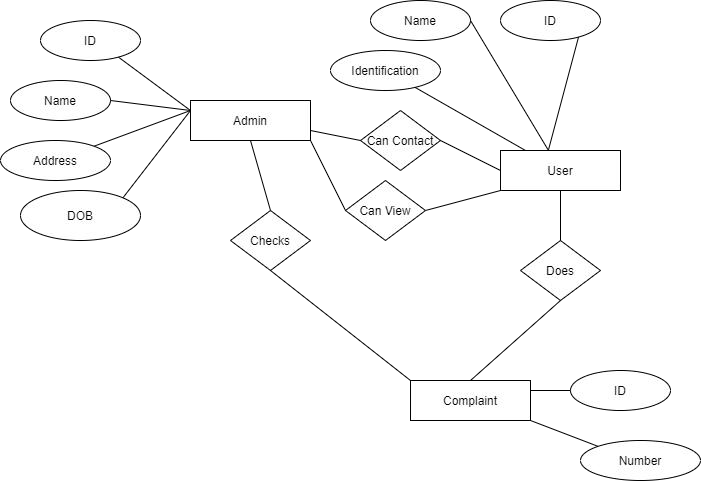 Name
ID
ID
Identification
Name
Admin
Can Contact
Address
User
Can View
DOB
Checks
Does
ID
Complaint
Number